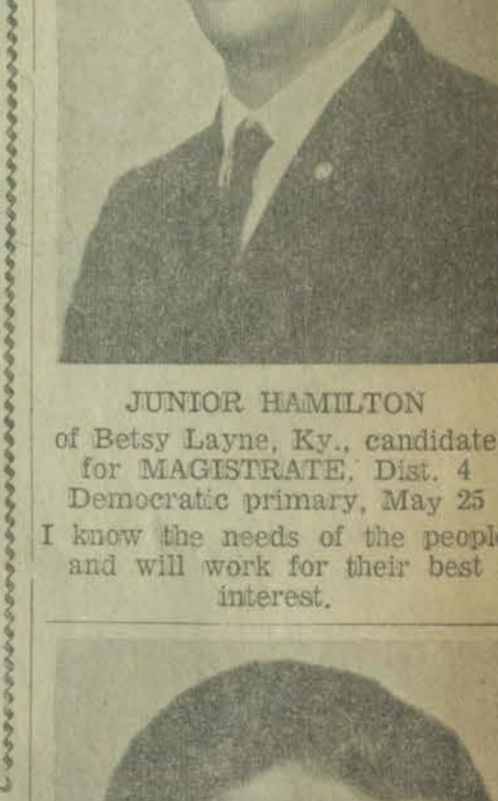 JUNIOR HAMILTON
of Betsy Layne, Ky., candidate
for MAGISTRATE, Dist. 4
Democratic primary, May 25
I know the needs of the people
and will work for their best
interest.